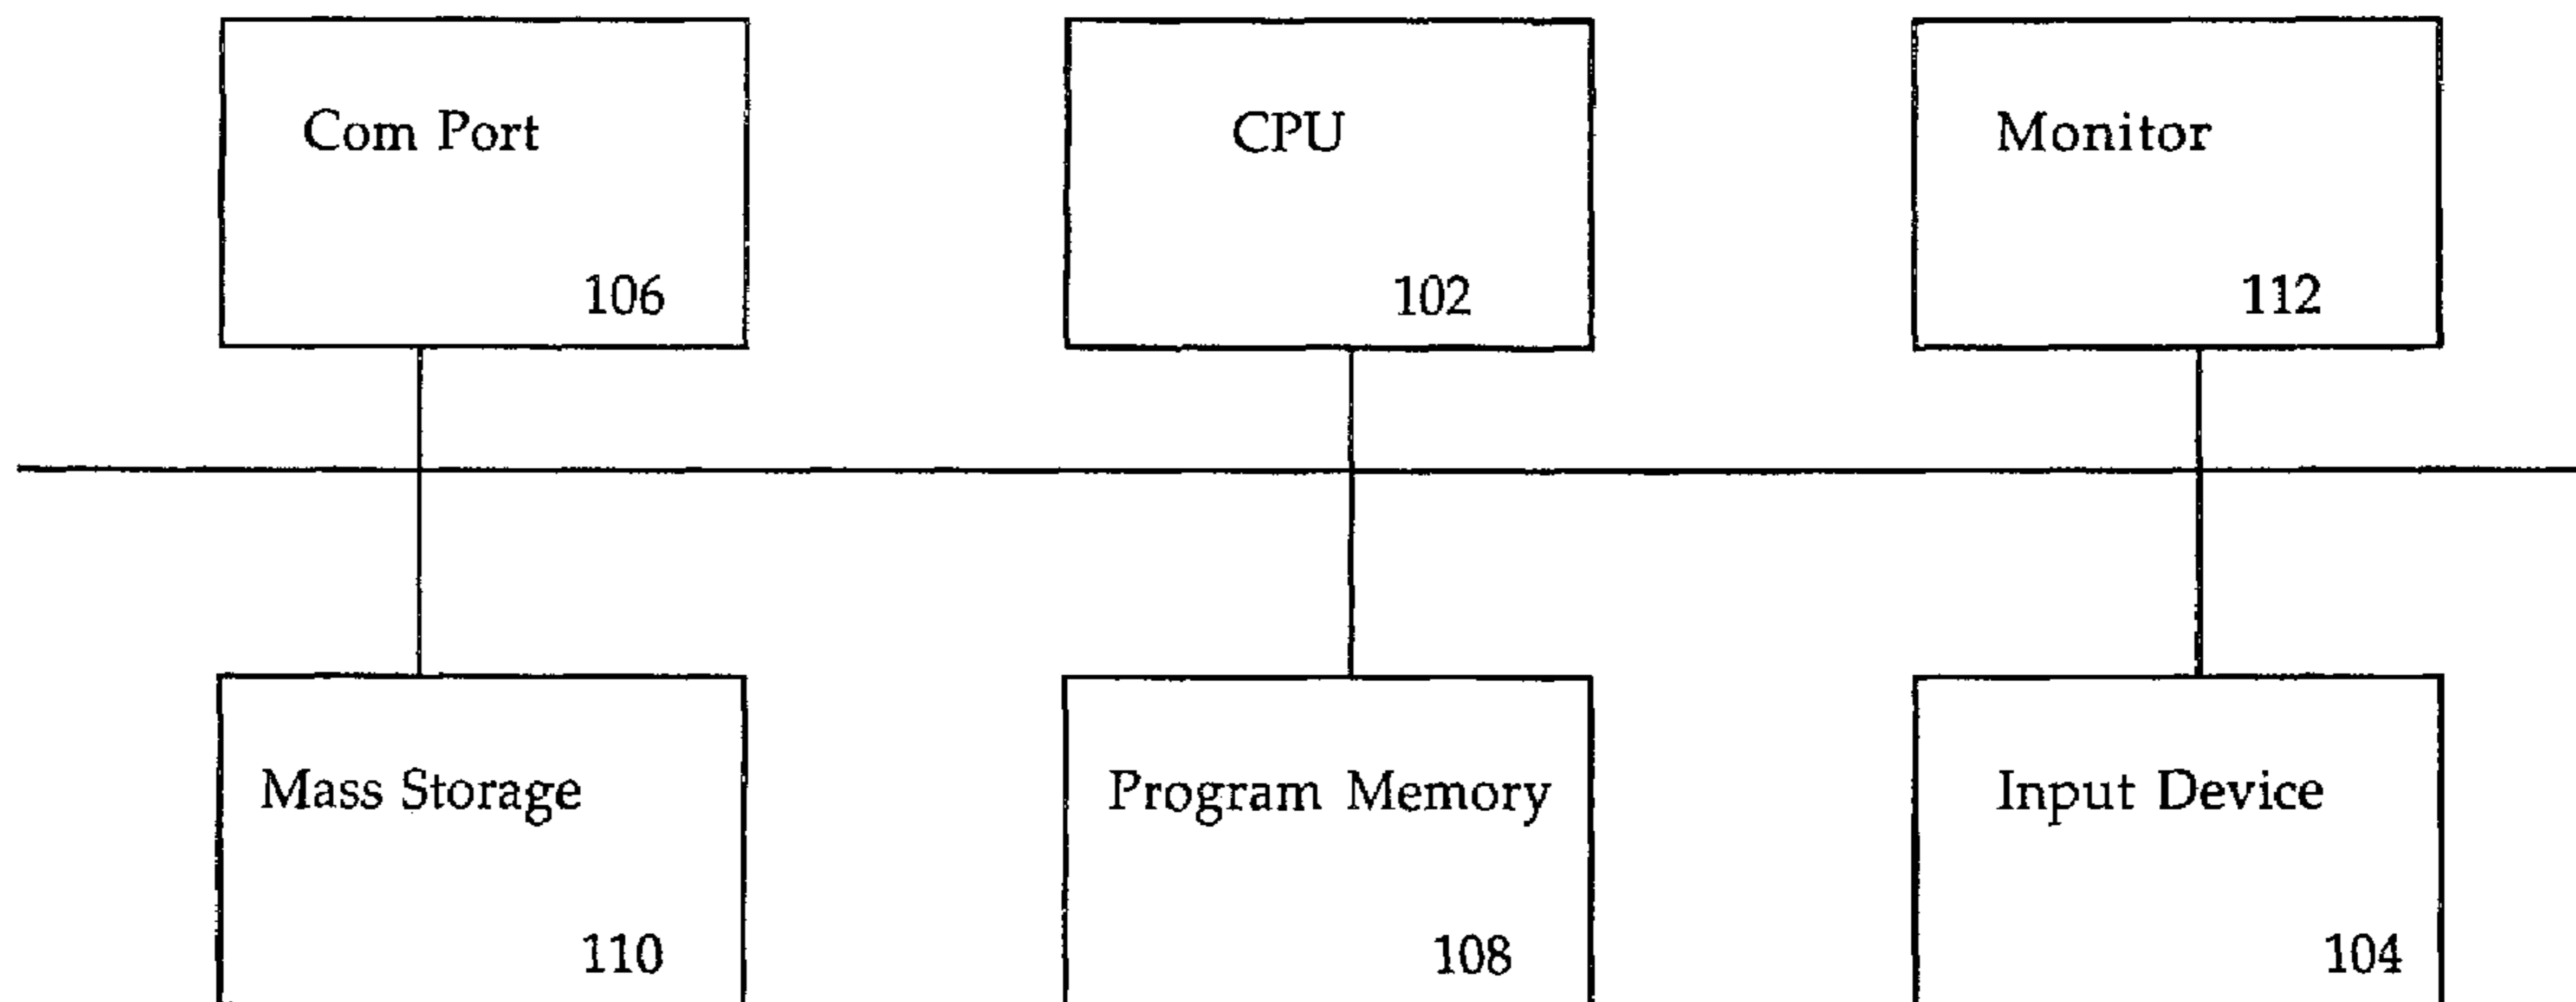 Com Port
106
CPU
102
Monitor
112
Mass Storage
110
Program Memory
108
Input Device
104